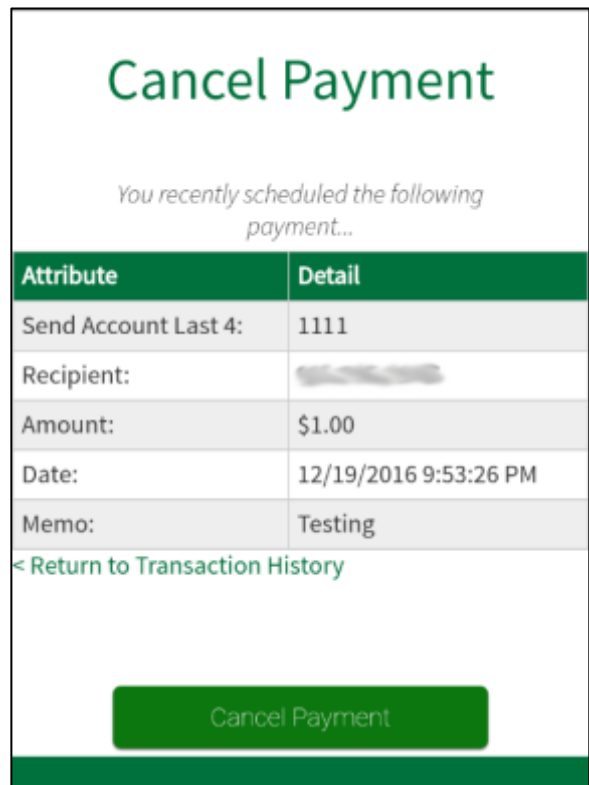 Cancel Payment
You recently scheduled the following
payment...
Attribute Detail
Send Account Last 4: 1111
Recipient:
Amount: $1.00
Date: 12/19/2016 9:53:26 PM
Memo: Testing
< Return to Transaction History
Cancel Payment